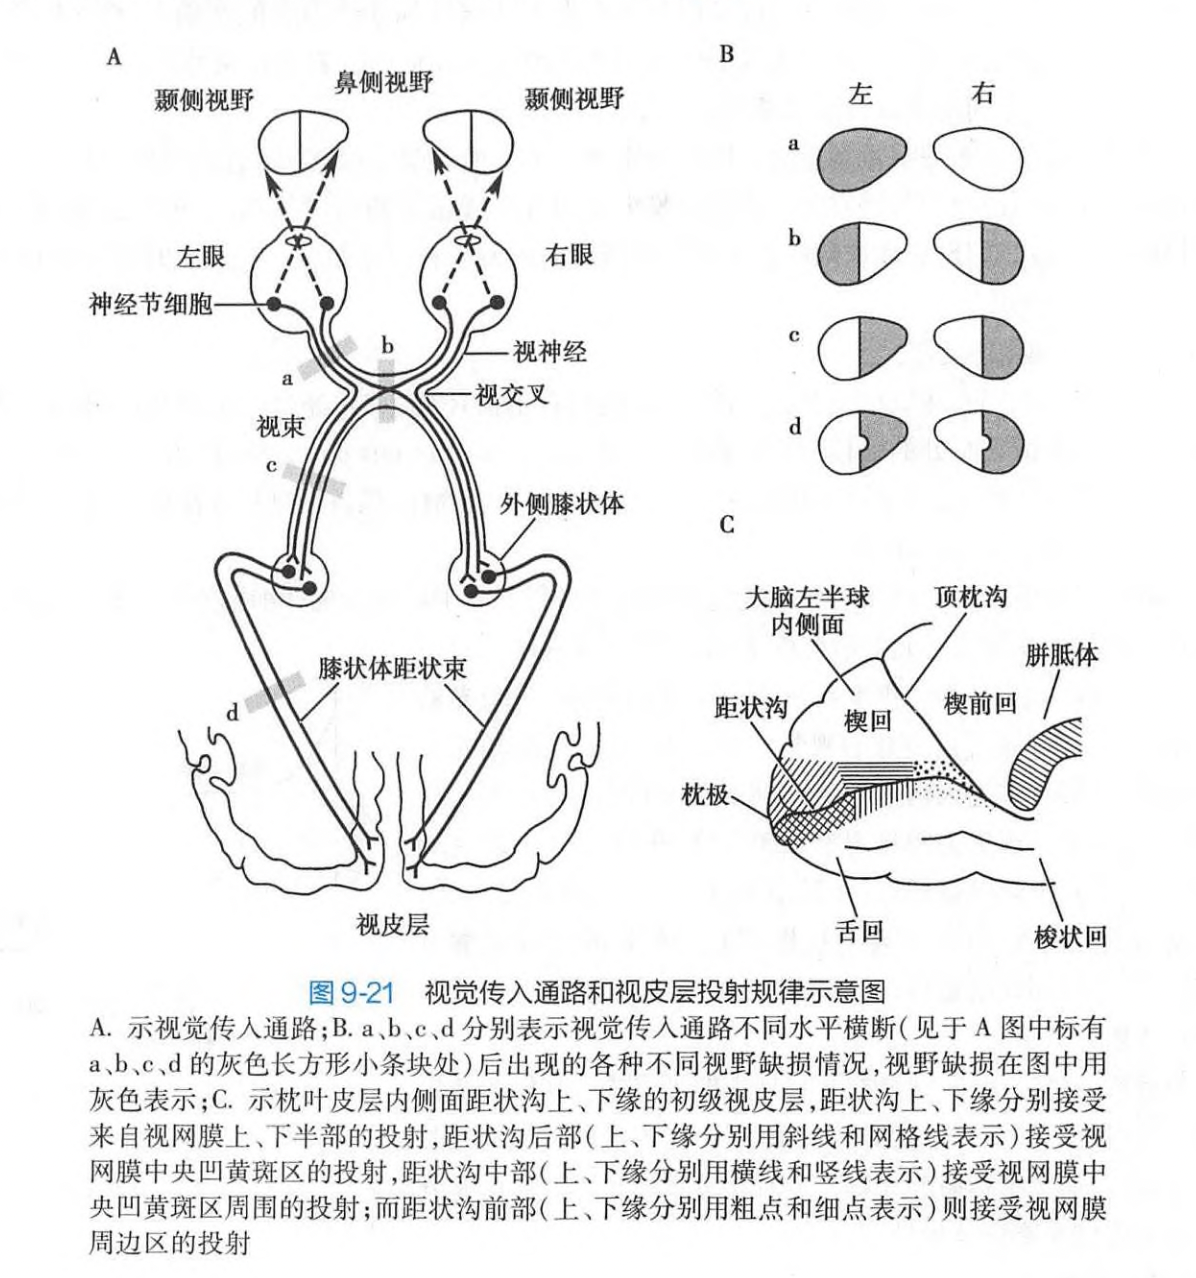 A
颞侧视野
鼻侧视野
颞侧视野
左眼
右眼
神经节细胞
a
b
视神经
视交叉
视束
c
外侧膝状体
膝状体距状束
d
视皮层
B
左
右
a
b
c
d
C
大脑左半球
内侧面
顶枕沟
胼胝体
距状沟
楔回
楔前回
枕极
舌回
梭状回
图9-21 视觉传入通路和视皮层投射规律示意图
A. 示视觉传入通路;B. a、b、c、d分别表示视觉传入通路不同水平横断(见于A图中标有
a、b、c、d的灰色长方形小条块处)后出现的各种不同视野缺损情况,视野缺损在图中用
灰色表示;C. 示枕叶皮层内侧面距状沟上、下缘的初级视皮层,距状沟上、下缘分别接受
来自视网膜上、下半部的投射,距状沟后部(上、下缘分别用斜线和网格线表示)接受视
网膜中央凹黄斑区的投射,距状沟中部(上、下缘分别用横线和竖线表示)接受视网膜中
央凹黄斑区周围的投射;而距状沟前部(上、下缘分别用粗点和细点表示)则接受视网膜
周边区的投射